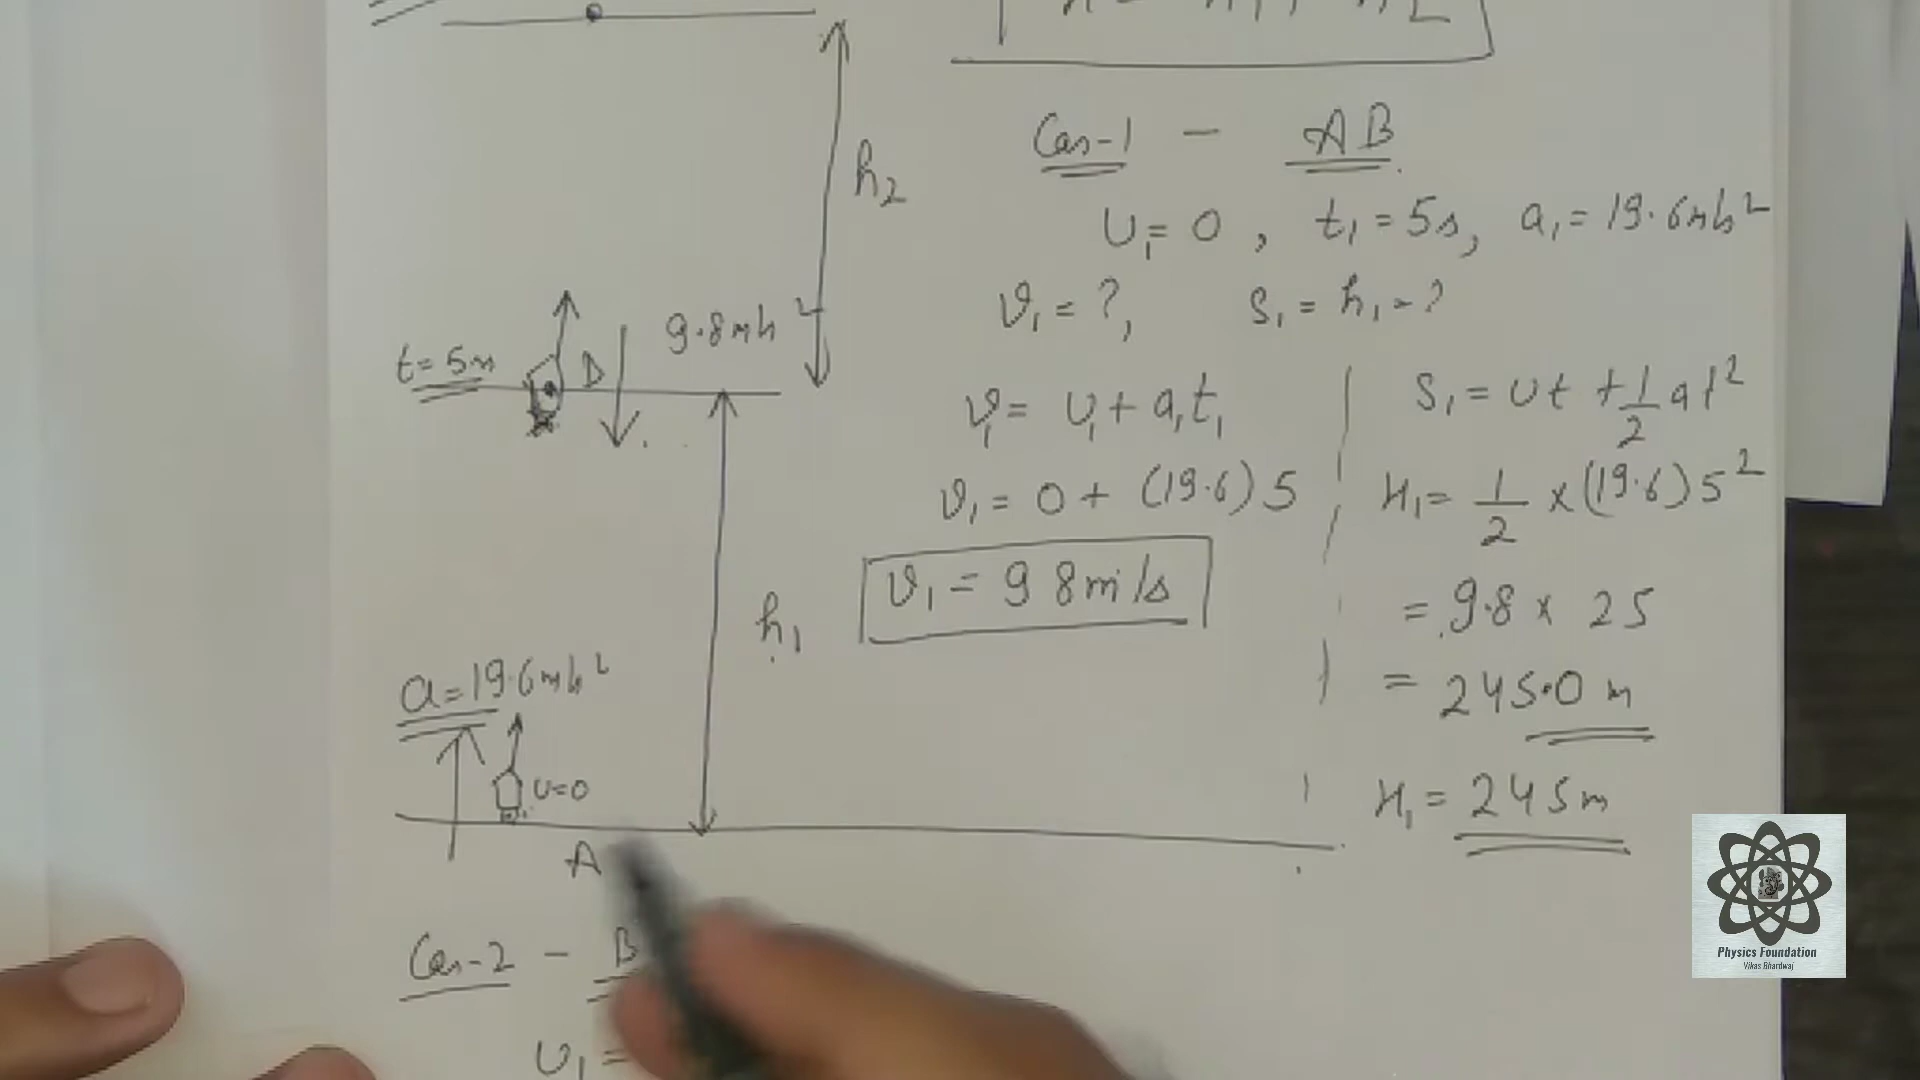 h₂
9.8m/s²
t = 5s
B
h₁
a = 19.6m/s²
u=0
A
Cas-1 - AB
U₁ = 0 , t₁ = 5s, a₁ = 19.6m/s²
v₁ = ?, S₁ = h₁ = ?
v₁ = u₁ + a₁t₁
v₁ = 0 + (19.6)5
v₁ = 98m/s
S₁ = ut + 1/2 at²
H₁ = 1/2 × (19.6)5²
= 9.8 × 25
= 245.0 m
H₁ = 245m
Cas-2 - B
U₁ =
Physics Foundation
Vikas Bhardwaj